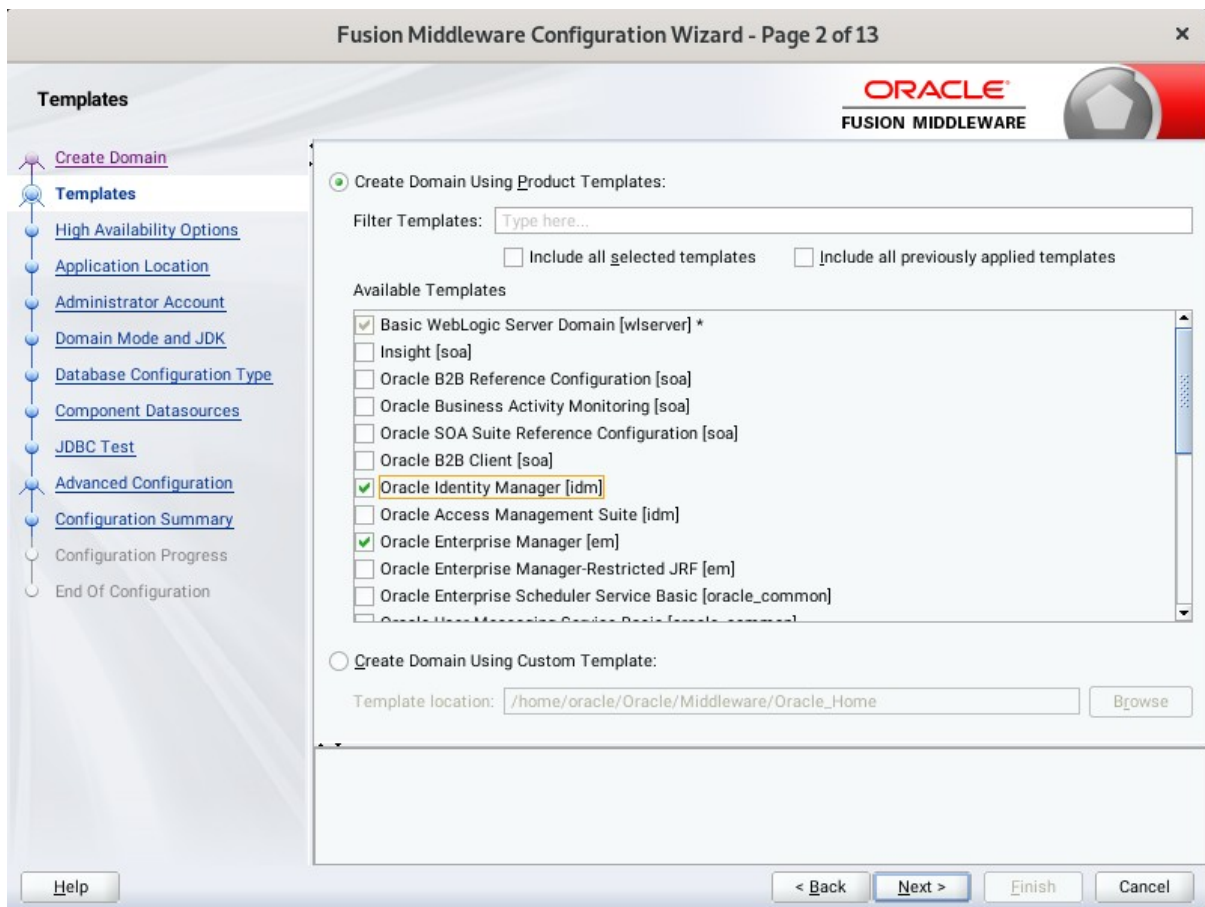 Fusion Middleware Configuration Wizard - Page 2 of 13
Templates
ORACLE
FUSION MIDDLEWARE
Create Domain
Templates
High Availability Options
Application Location
Administrator Account
Domain Mode and JDK
Database Configuration Type
Component Datasources
JDBC Test
Advanced Configuration
Configuration Summary
Configuration Progress
End Of Configuration
Create Domain Using Product Templates:
Filter Templates: Type here...
Include all selected templates Include all previously applied templates
Available Templates
Basic WebLogic Server Domain [wlserver] *
Insight [soa]
Oracle B2B Reference Configuration [soa]
Oracle Business Activity Monitoring [soa]
Oracle SOA Suite Reference Configuration [soa]
Oracle B2B Client [soa]
Oracle Identity Manager [idm]
Oracle Access Management Suite [idm]
Oracle Enterprise Manager [em]
Oracle Enterprise Manager-Restricted JRF [em]
Oracle Enterprise Scheduler Service Basic [oracle_common]
Oracle User Messaging Service Basic [oracle_common]
Create Domain Using Custom Template:
Template location: /home/oracle/Oracle/Middleware/Oracle_Home Browse
Help < Back Next > Finish Cancel